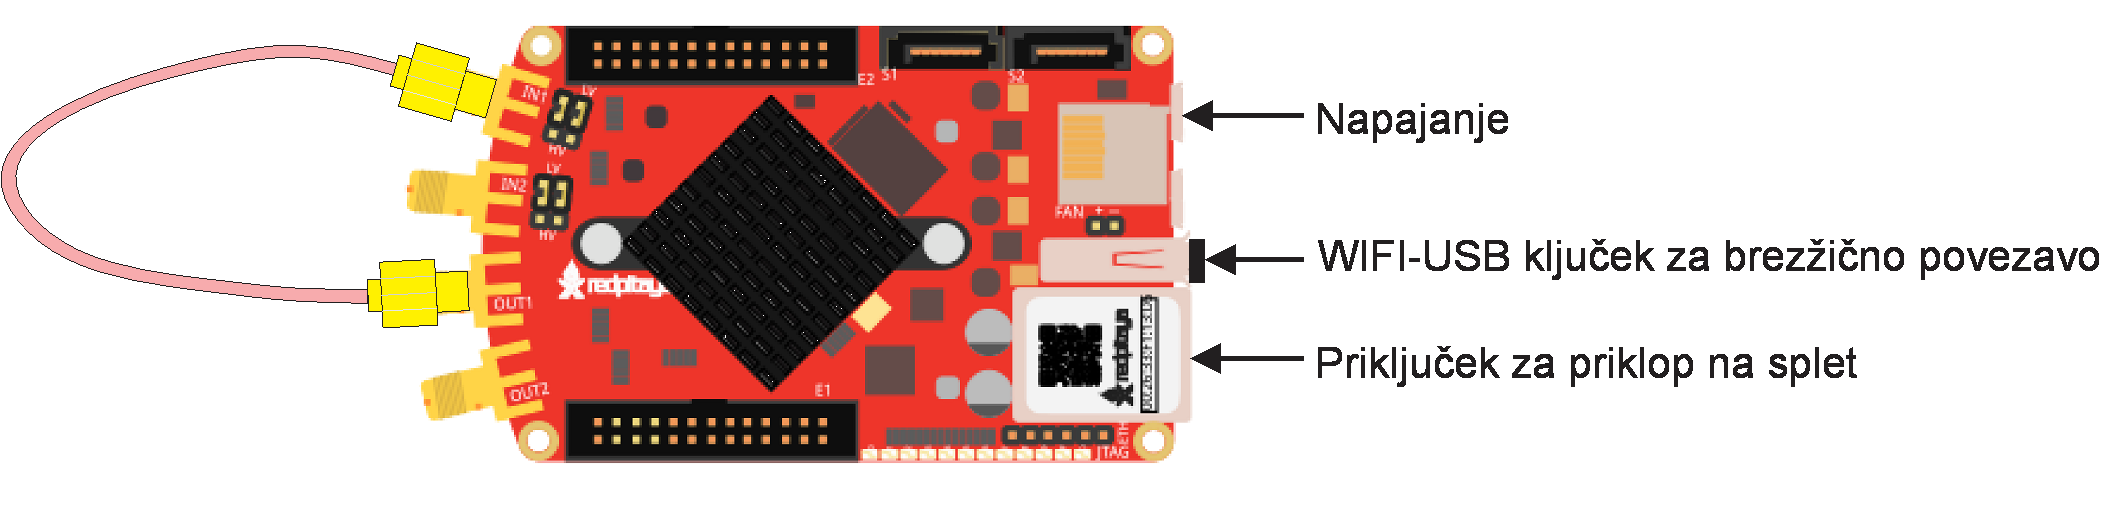 E2
S1
S2
IN1
LV
HV
LV
IN2
HV
FAN + −
Napajanje
WIFI-USB ključek za brezžično povezavo
redpitaya
OUT1
Priključek za priklop na splet
redpitaya
OUT2
E1
ETH
JTAG